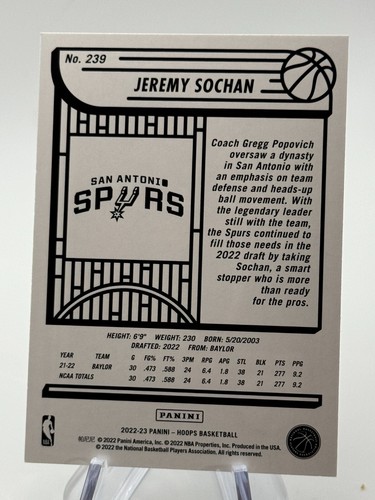 No. 239
JEREMY SOCHAN
SAN ANTONIO
SPURS
Coach Gregg Popovich
oversaw a dynasty
in San Antonio with
an emphasis on team
defense and heads-up
ball movement. With
the legendary leader
still with the team,
the Spurs continued to
fill those needs in the
2022 draft by taking
Sochan, a smart
stopper who is more
than ready
for the pros.
HEIGHT: 6'9" WEIGHT: 230 BORN: 5/20/2003
DRAFTED: 2022 FROM: BAYLOR
YEAR TEAM G FG% FT% 3PM RPG APG STL BLK PTS PPG
21-22 BAYLOR 30 .473 .588 24 6.4 1.8 38 21 277 9.2
NCAA TOTALS 30 .473 .588 24 6.4 1.8 38 21 277 9.2
PANINI
2022-23 PANINI - HOOPS BASKETBALL
© 2022 Panini America, Inc. © 2022 NBA Properties, Inc. Produced in the USA.
© 2022 the National Basketball Players Association. All rights reserved.